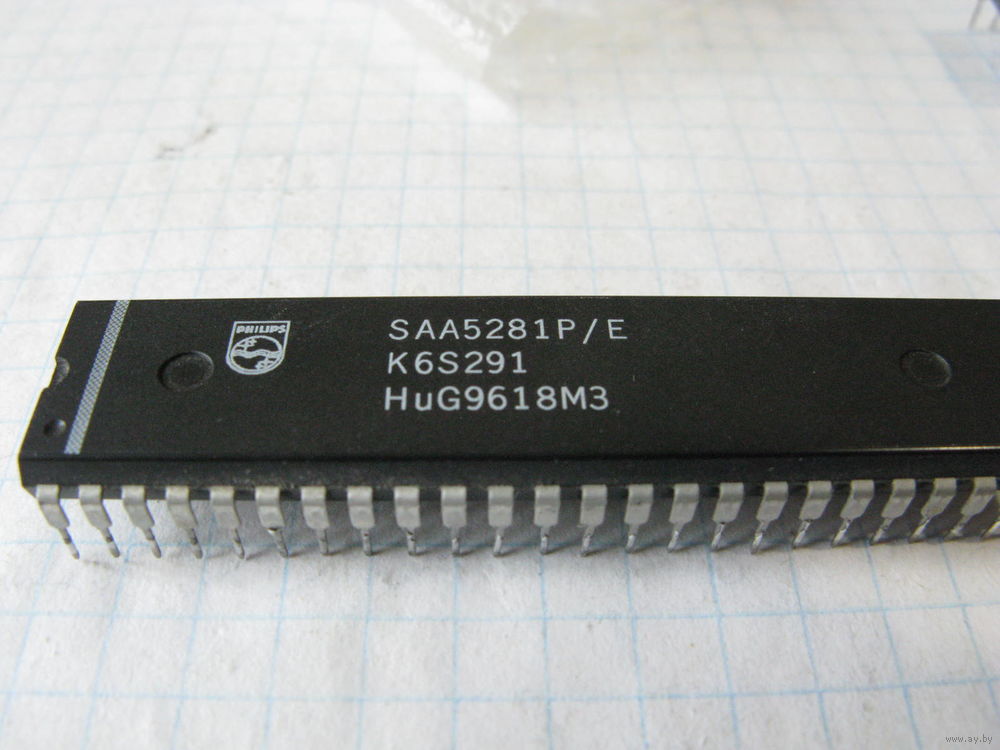 PHILIPS
SAA5281P/E
K6S291
HuG9618M3
www.ay.by